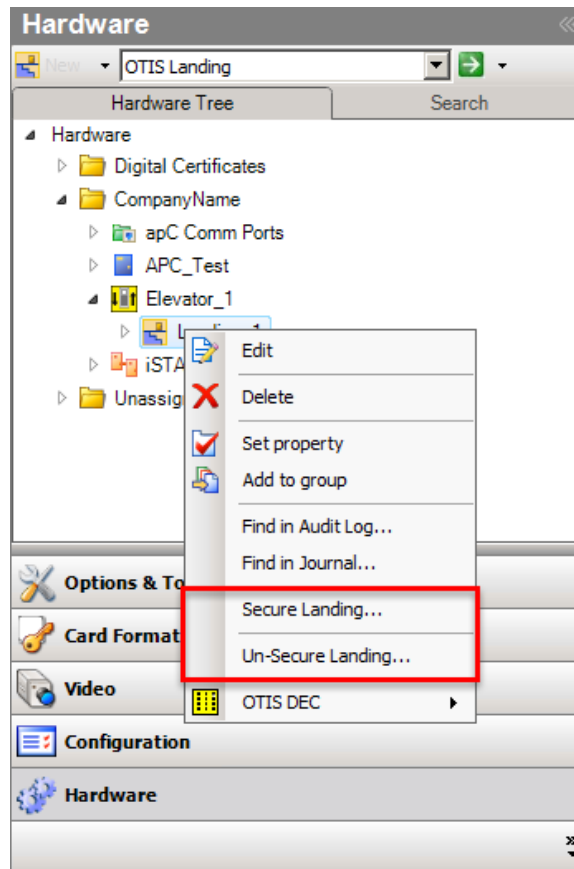 Hardware
New
OTIS Landing
Hardware Tree
Search
Hardware
Digital Certificates
CompanyName
apC Comm Ports
APC_Test
Elevator_1
iSTA
Unassig
Edit
Delete
Set property
Add to group
Find in Audit Log...
Find in Journal...
Secure Landing...
Un-Secure Landing...
OTIS DEC
Options & To
Card Format
Video
Configuration
Hardware